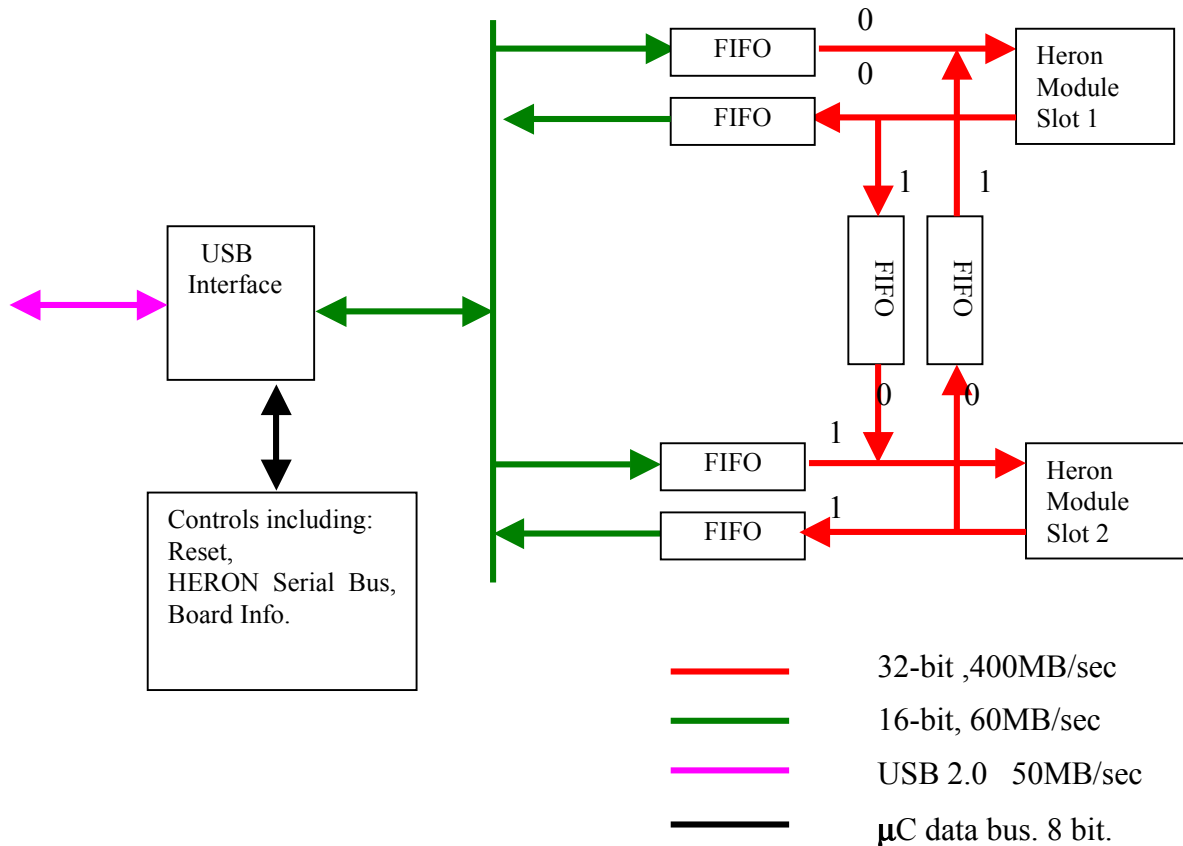 0
FIFO
Heron
Module
Slot 1
0
FIFO
1
1
USB
Interface
FIFO
FIFO
0
0
1
FIFO
Heron
Module
Slot 2
1
FIFO
Controls including:
Reset,
HERON Serial Bus,
Board Info.
32-bit ,400MB/sec
16-bit, 60MB/sec
USB 2.0 50MB/sec
µC data bus. 8 bit.